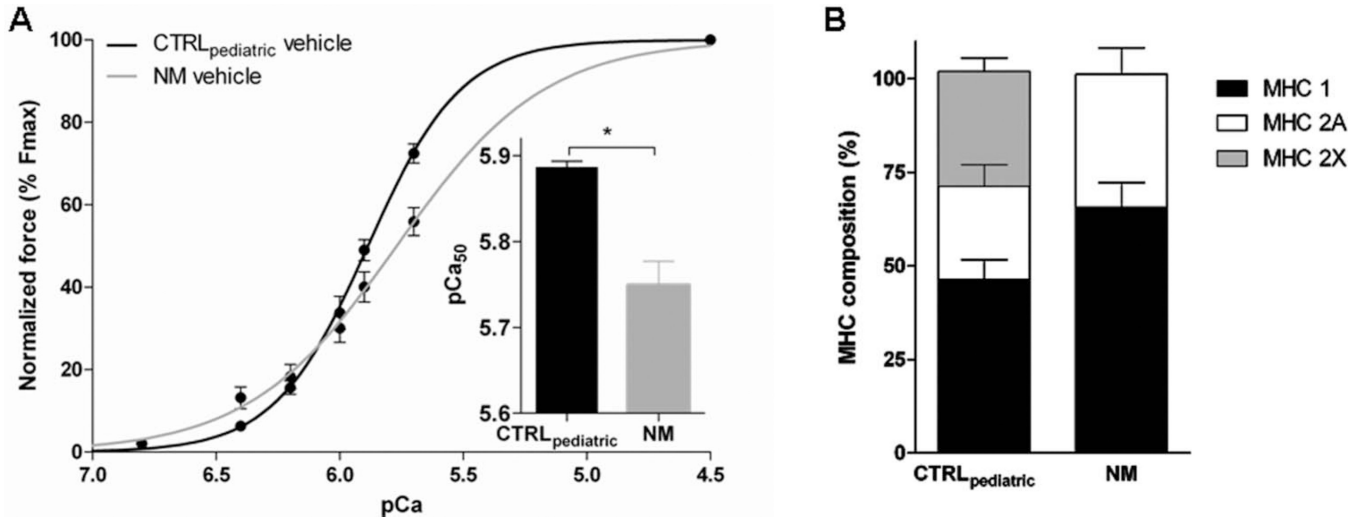 A
CTRLpediatric vehicle
NM vehicle
Normalized force (% Fmax)
100
80
60
40
20
0
7.0 6.5 6.0 5.5 5.0 4.5
pCa
*
pCa50
5.9
5.8
5.7
5.6
CTRLpediatric NM
B
MHC composition (%)
100
75
50
25
0
CTRLpediatric NM
MHC 1
MHC 2A
MHC 2X